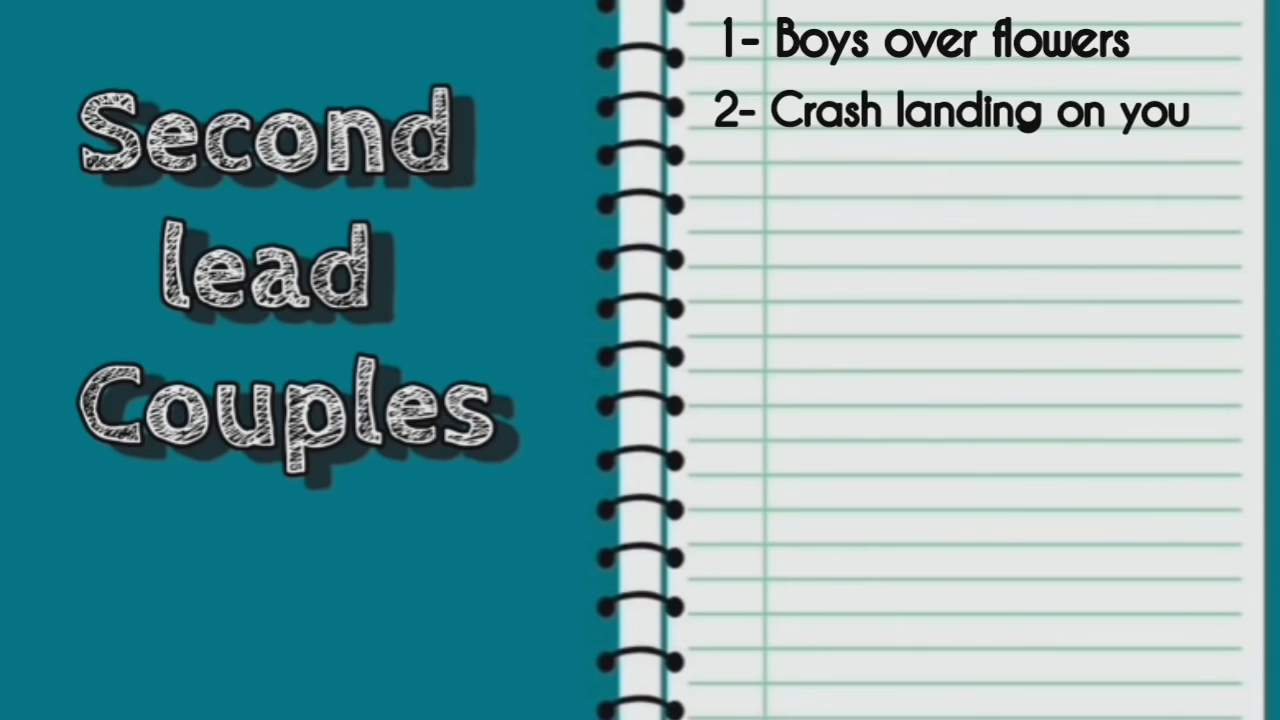 Second
lead
Couples
1- Boys over flowers
2- Crash landing on you